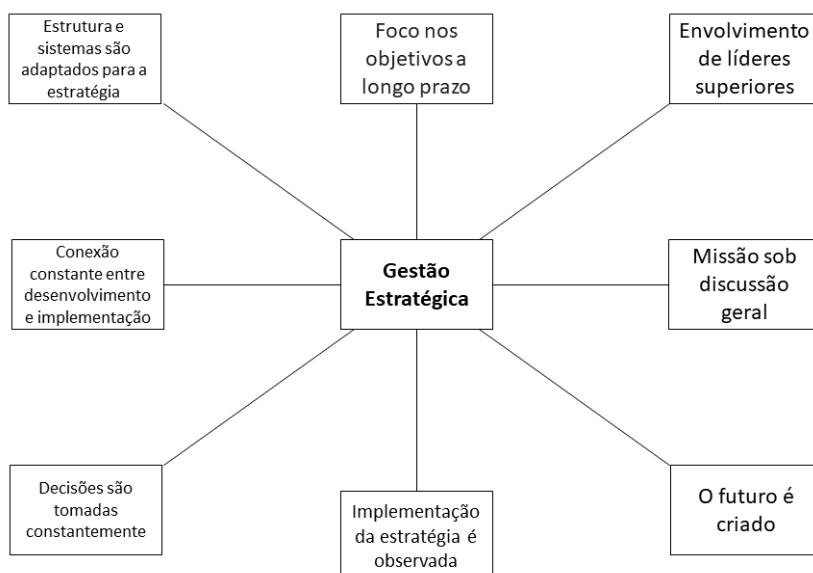 Estrutura e
sistemas são
adaptados para a
estratégia
Foco nos
objetivos a
longo prazo
Envolvimento
de líderes
superiores
Conexão
constante entre
desenvolvimento
e implementação
Gestão
Estratégica
Missão sob
discussão
geral
Decisões são
tomadas
constantemente
Implementação
da estratégia é
observada
O futuro é
criado